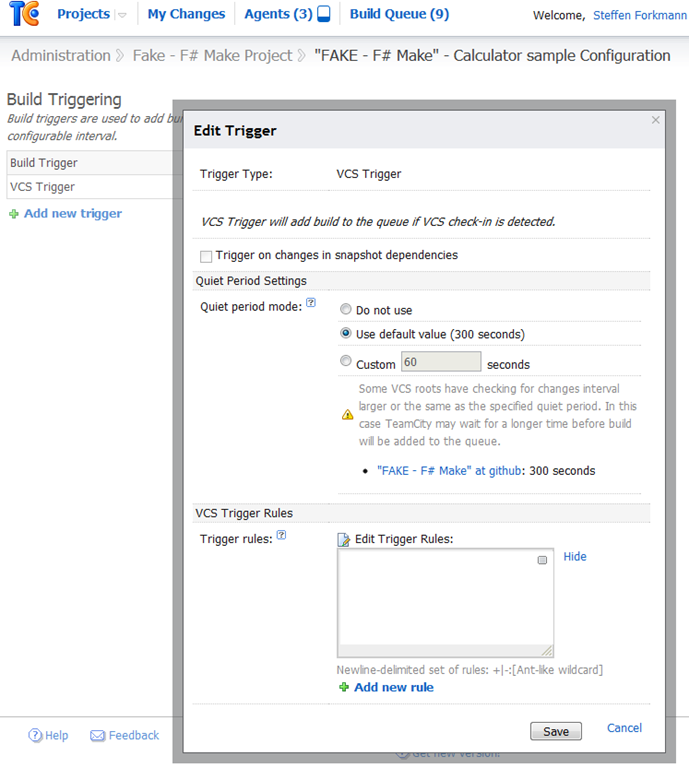 TC Projects My Changes Agents (3) Build Queue (9) Welcome, Steffen Forkmann
Administration Fake - F# Make Project "FAKE - F# Make" - Calculator sample Configuration
Build Triggering
Build triggers are used to add
configurable interval.
Build Trigger
VCS Trigger
Add new trigger
Edit Trigger
Trigger Type: VCS Trigger
VCS Trigger will add build to the queue if VCS check-in is detected.
Trigger on changes in snapshot dependencies
Quiet Period Settings
Quiet period mode: ?
Do not use
Use default value (300 seconds)
Custom 60 seconds
Some VCS roots have checking for changes interval
larger or the same as the specified quiet period. In this
case TeamCity may wait for a longer time before build
will be added to the queue.
• "FAKE - F# Make" at github: 300 seconds
VCS Trigger Rules
Trigger rules: ?
Edit Trigger Rules:
Hide
Newline-delimited set of rules: +|-:[Ant-like wildcard]
Add new rule
Save Cancel
? Help Feedback
Get new version!